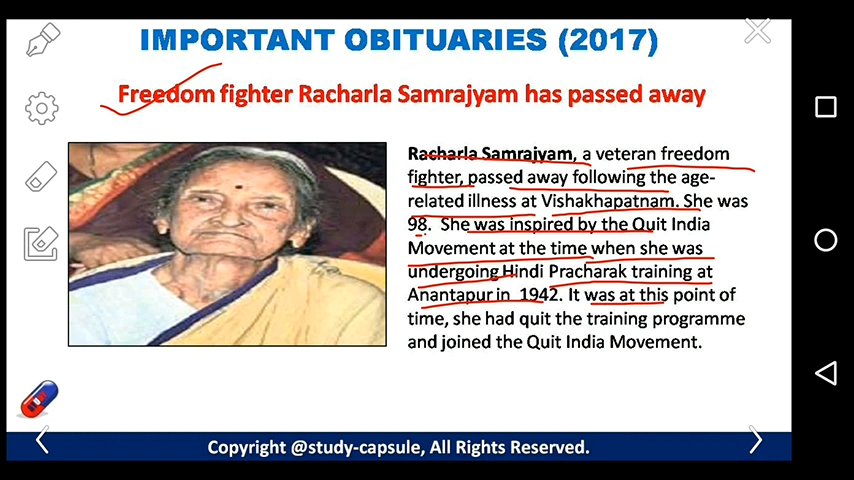 IMPORTANT OBITUARIES (2017)
Freedom fighter Racharla Samrajyam has passed away
Racharla Samrajyam, a veteran freedom
fighter, passed away following the age-
related illness at Vishakhapatnam. She was
98. She was inspired by the Quit India
Movement at the time when she was
undergoing Hindi Pracharak training at
Anantapur in 1942. It was at this point of
time, she had quit the training programme
and joined the Quit India Movement.
Copyright @study-capsule, All Rights Reserved.